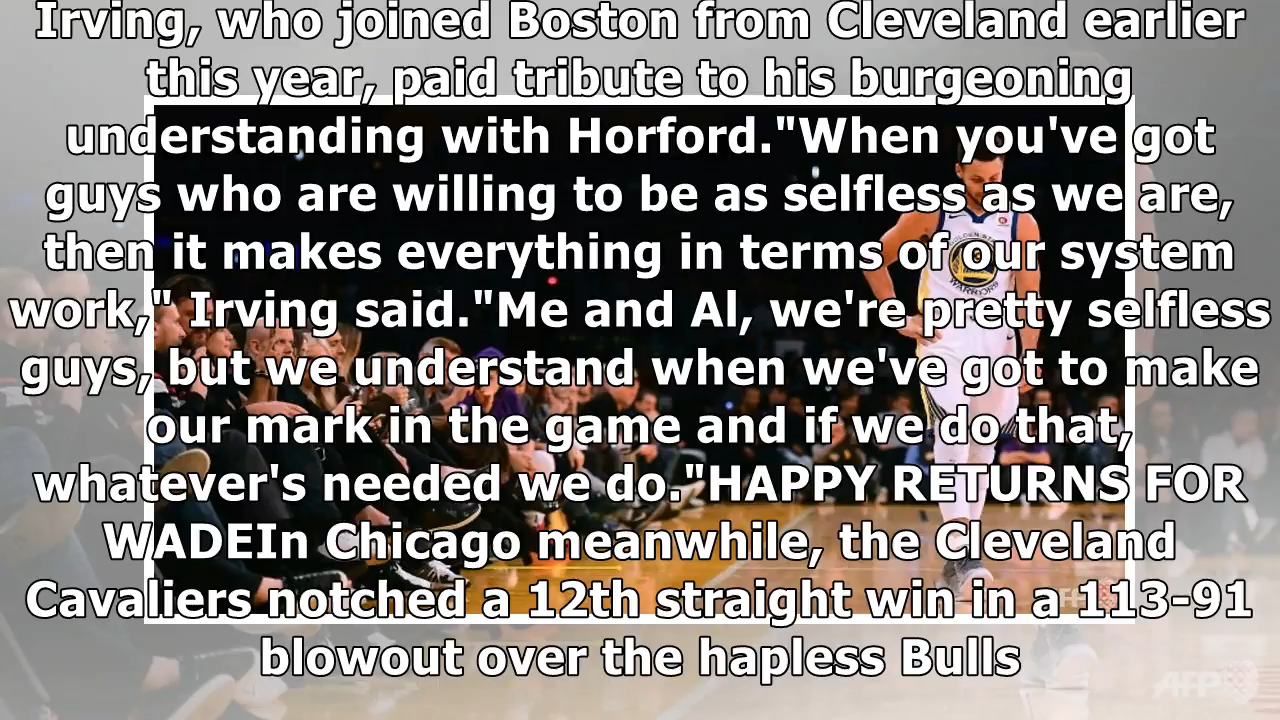 Irving, who joined Boston from Cleveland earlier
this year, paid tribute to his burgeoning
understanding with Horford."When you've got
guys who are willing to be as selfless as we are,
then it makes everything in terms of our system
work," Irving said."Me and Al, we're pretty selfless
guys, but we understand when we've got to make
our mark in the game and if we do that,
whatever's needed we do."HAPPY RETURNS FOR
WADEIn Chicago meanwhile, the Cleveland
Cavaliers notched a 12th straight win in a 113-91
blowout over the hapless Bulls
WARRIORS
AFP